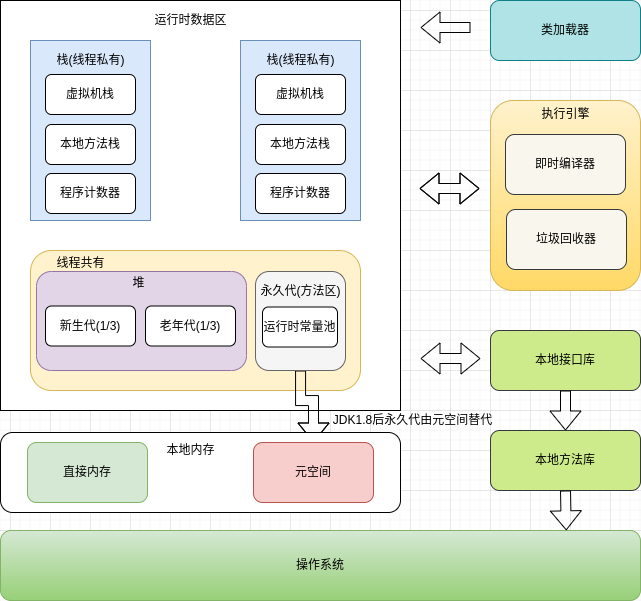 运行时数据区
栈(线程私有)
虚拟机栈
本地方法栈
程序计数器
栈(线程私有)
虚拟机栈
本地方法栈
程序计数器
线程共有
堆
新生代(1/3)
老年代(1/3)
永久代(方法区)
运行时常量池
JDK1.8后永久代由元空间替代
本地内存
直接内存
元空间
类加载器
执行引擎
即时编译器
垃圾回收器
本地接口库
本地方法库
操作系统